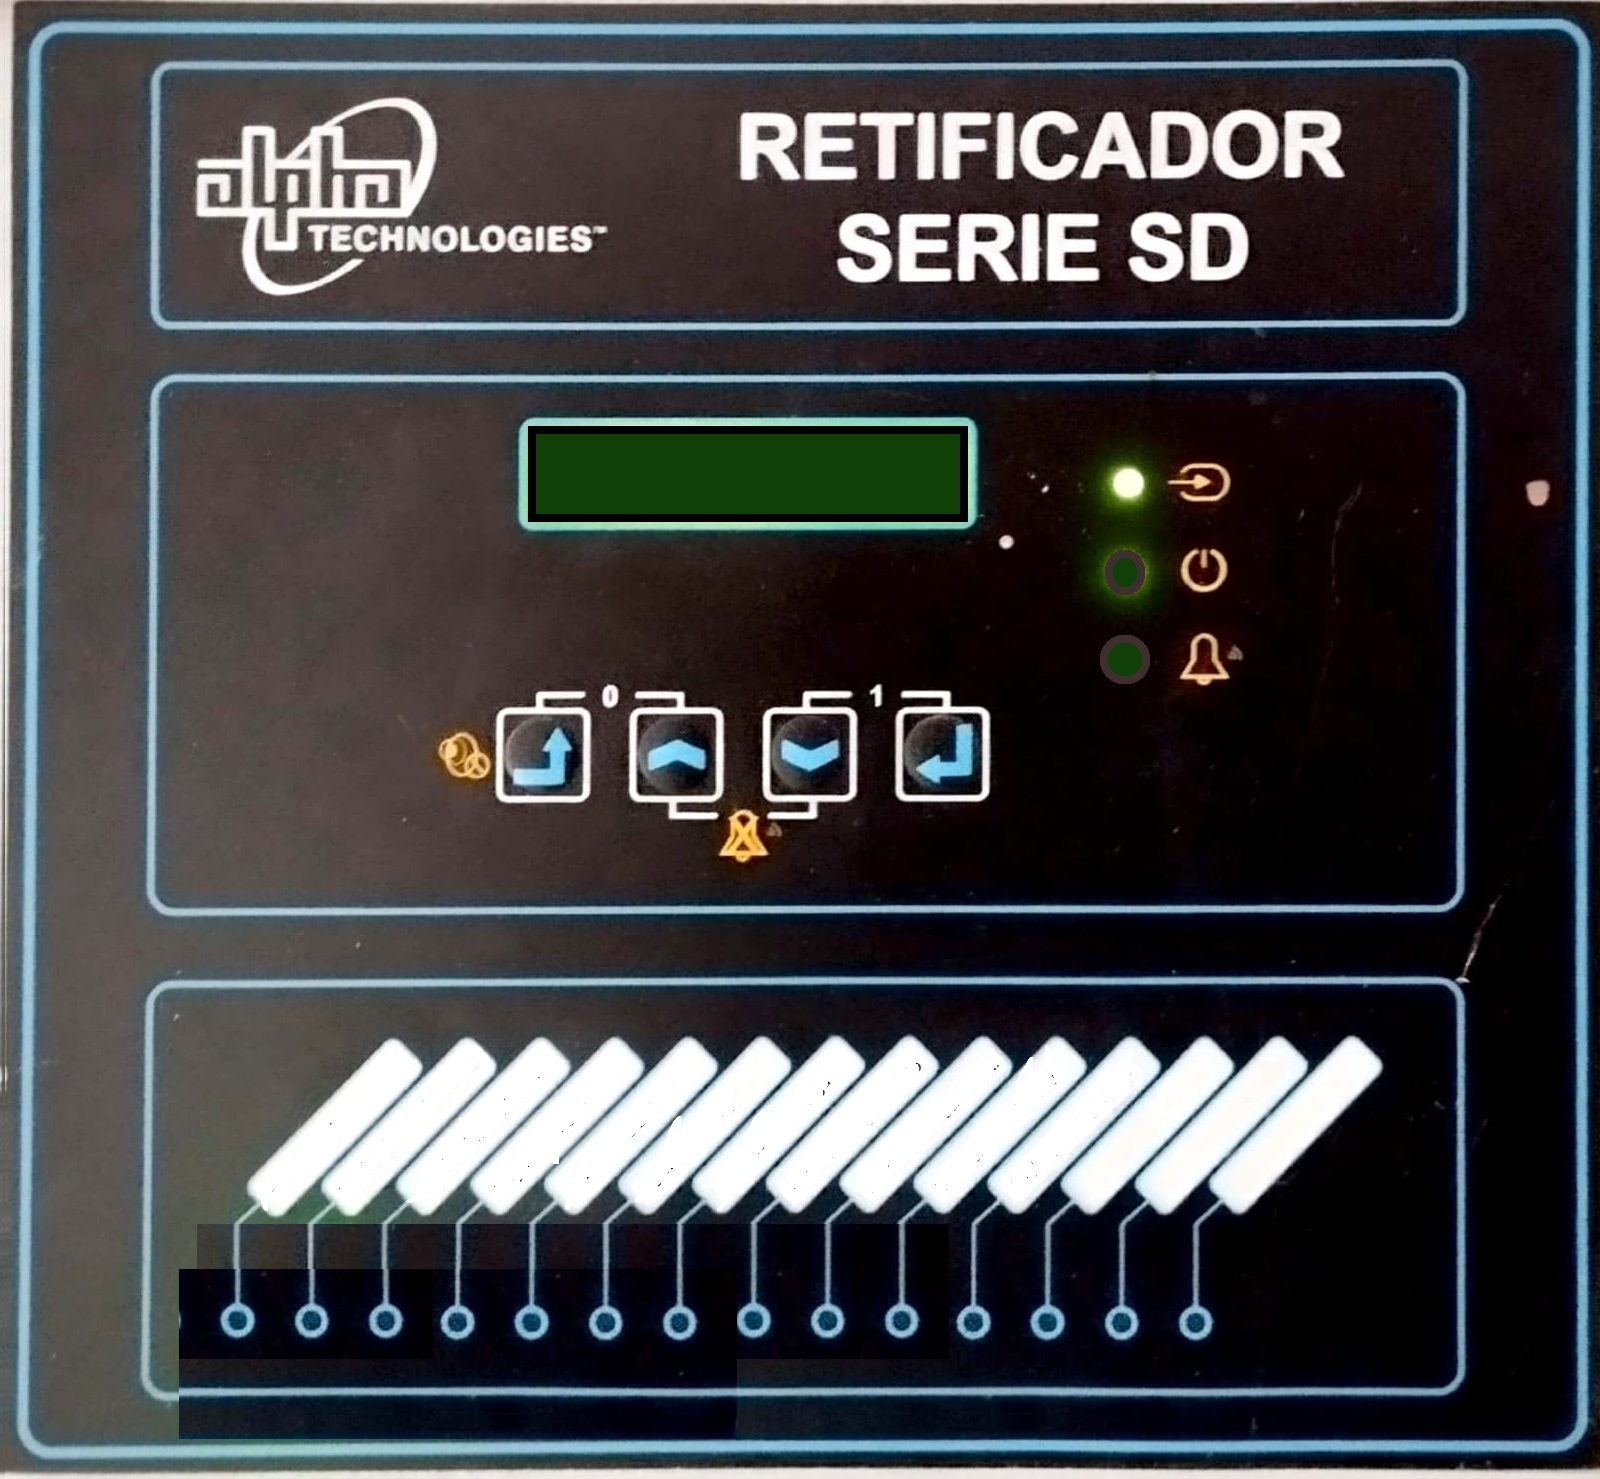 alpha
TECHNOLOGIES™
RETIFICADOR
SERIE SD
0
1